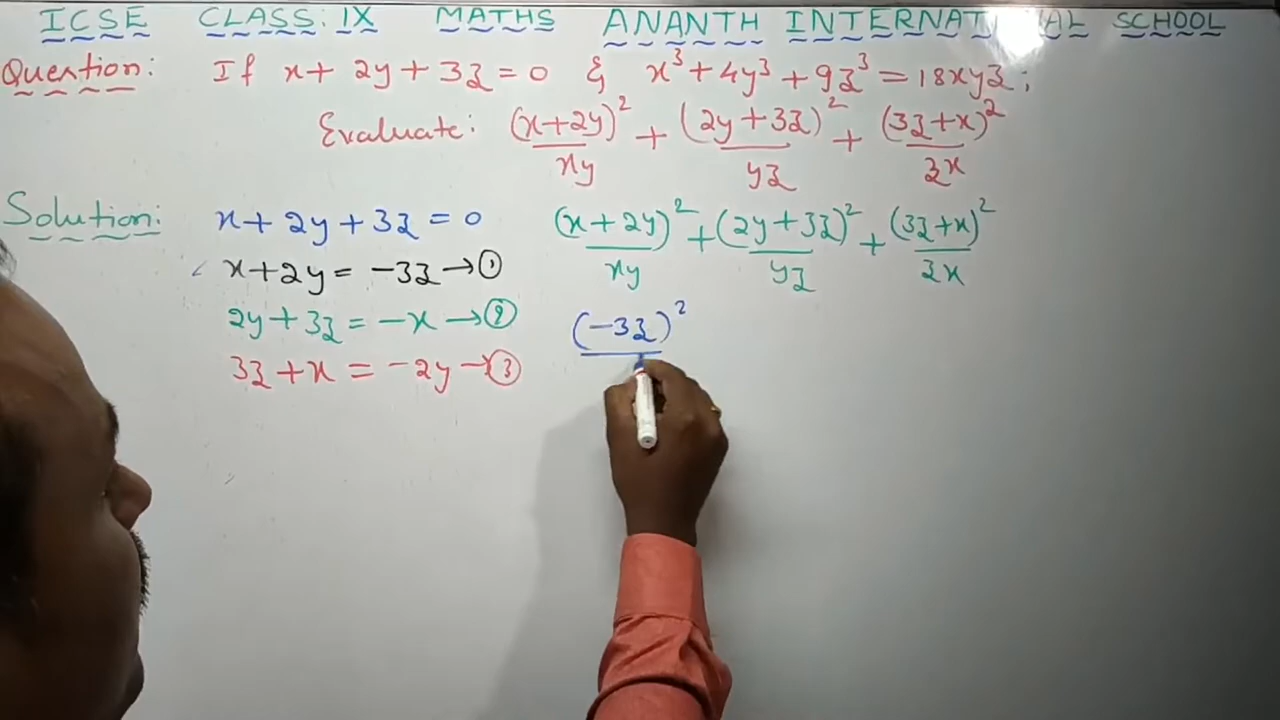 ICSE CLASS: IX MATHS ANANTH INTERNAT AL SCHOOL
Question: If x + 2y + 3z = 0 & x³ + 4y³ + 9z³ = 18xyz ;
Evaluate: (x+2y)²/xy + (2y+3z)²/yz + (3z+x)²/zx
Solution: x + 2y + 3z = 0 (x+2y)²/xy + (2y+3z)²/yz + (3z+x)²/zx
x+2y = -3z → ①
2y+3z = -x → ② (-3z)²
3z+x = -2y → ③